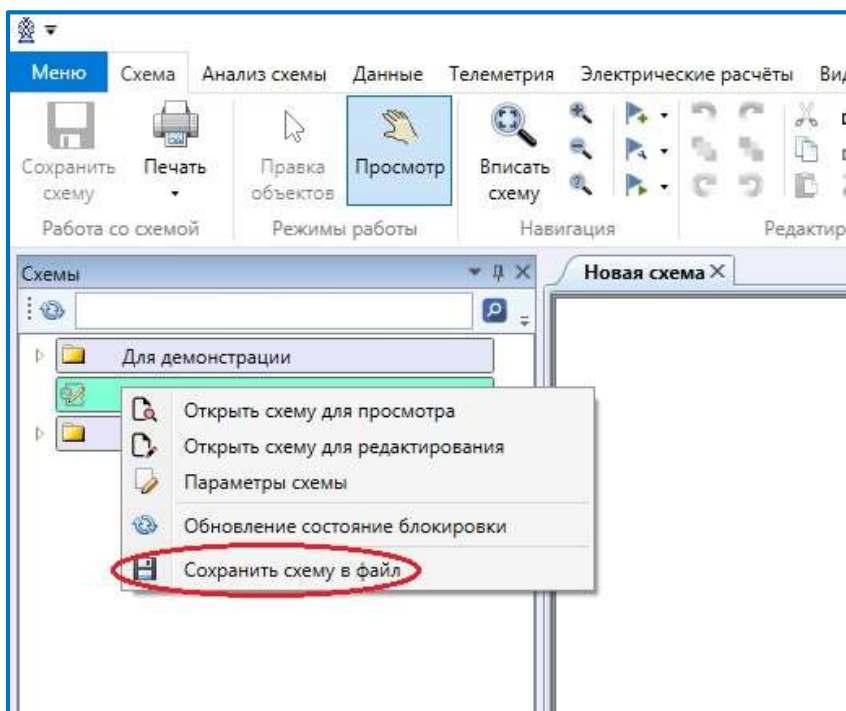 Меню Схема Анализ схемы Данные Телеметрия Электрические расчёты
Сохранить схему
Печать
Правка объектов
Просмотр
Вписать схему
Работа со схемой Режимы работы Навигация
Схемы
Новая схема
Для демонстрации
Открыть схему для просмотра
Открыть схему для редактирования
Параметры схемы
Обновление состояние блокировки
Сохранить схему в файл